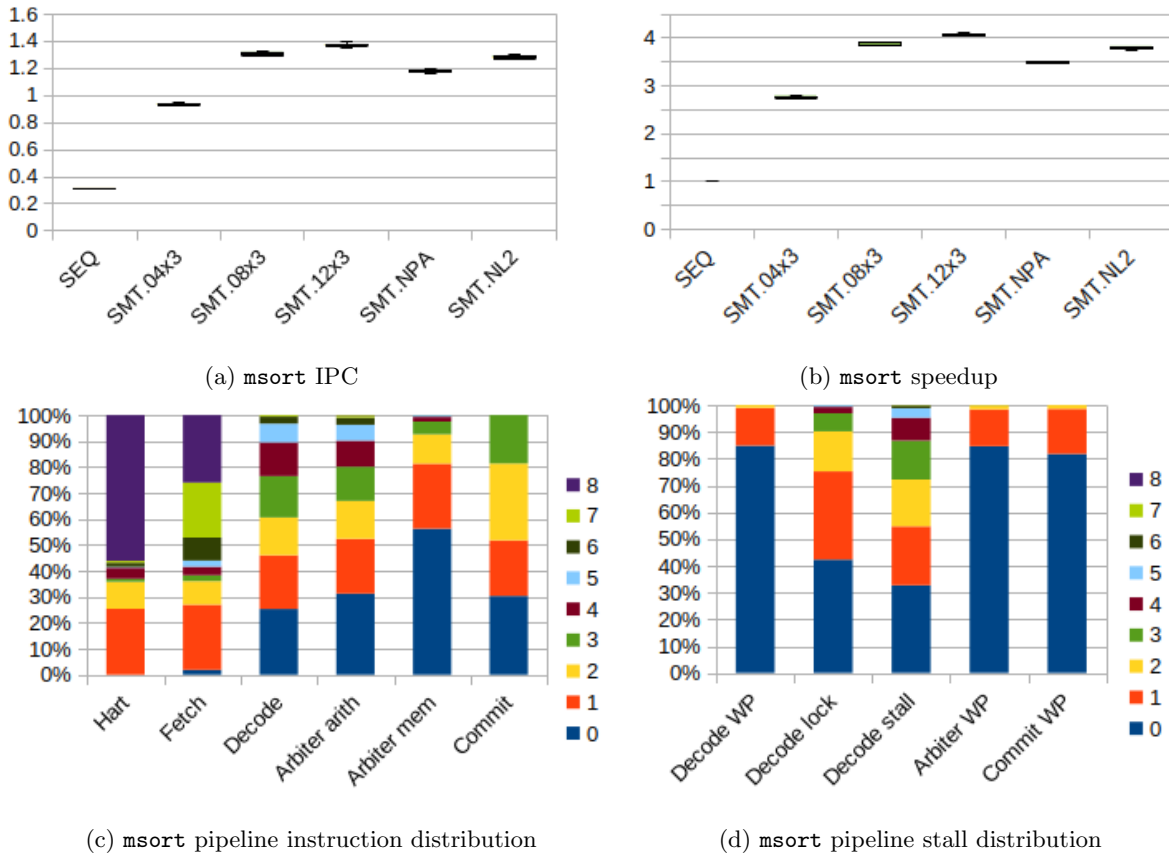 1.6
1.4
1.2
1
0.8
0.6
0.4
0.2
0
SEQ
SMT.04x3
SMT.08x3
SMT.12x3
SMT.NPA
SMT.NL2
(a) msort IPC
4
3
2
1
0
SEQ
SMT.04x3
SMT.08x3
SMT.12x3
SMT.NPA
SMT.NL2
(b) msort speedup
100%
90%
80%
70%
60%
50%
40%
30%
20%
10%
0%
Hart
Fetch
Decode
Arbiter arith
Arbiter mem
Commit
8
7
6
5
4
3
2
1
0
(c) msort pipeline instruction distribution
100%
90%
80%
70%
60%
50%
40%
30%
20%
10%
0%
Decode WP
Decode lock
Decode stall
Arbiter WP
Commit WP
8
7
6
5
4
3
2
1
0
(d) msort pipeline stall distribution